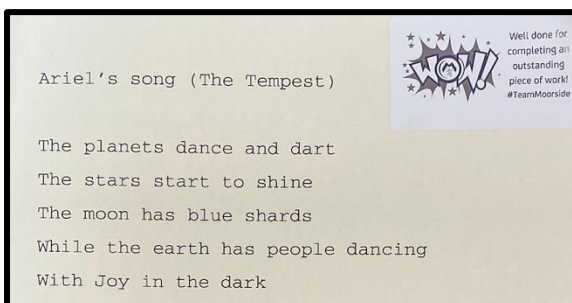 Ariel's song (The Tempest)
WOW!
Well done for
completing an
outstanding
piece of work!
#TeamMoorside
The planets dance and dart
The stars start to shine
The moon has blue shards
While the earth has people dancing
With Joy in the dark